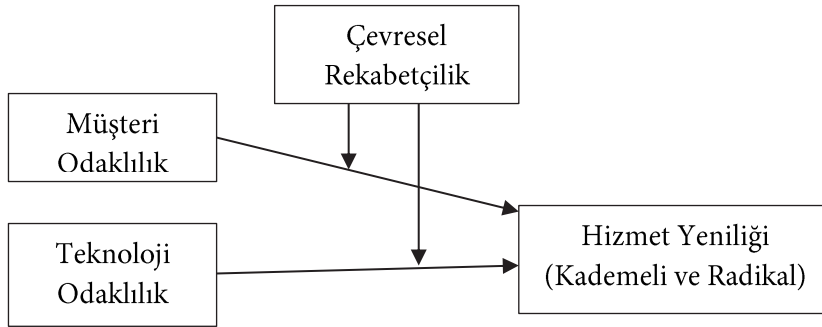 Çevresel
Rekabetçilik
Müşteri
Odaklılık
Teknoloji
Odaklılık
Hizmet Yeniliği
(Kademeli ve Radikal)